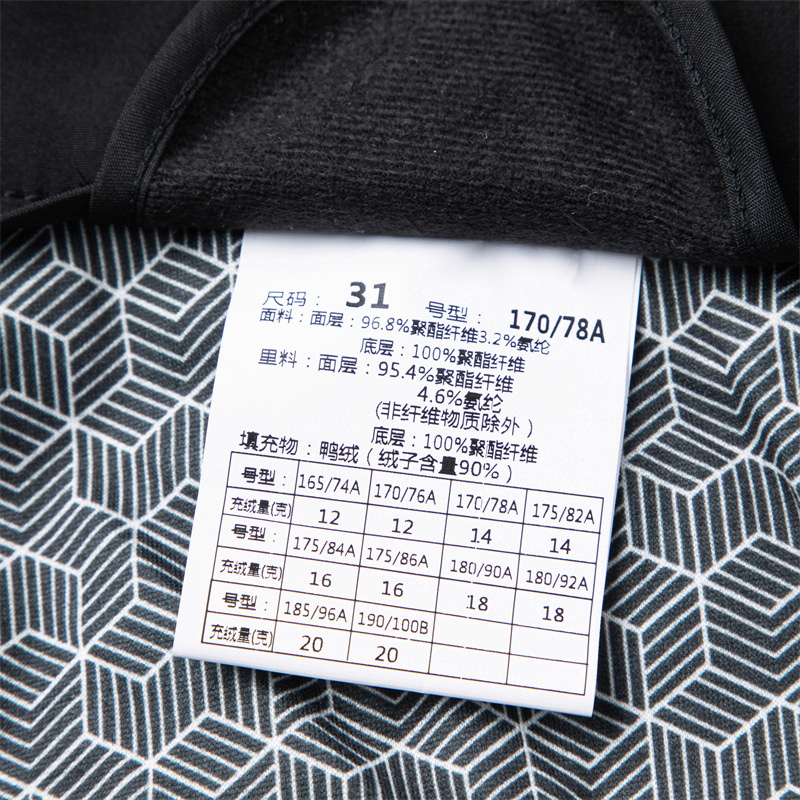 尺码：31 号型：170/78A
面料：面层：96.8%聚酯纤维3.2%氨纶
底层：100%聚酯纤维
里料：面层：95.4%聚酯纤维
4.6%氨纶
(非纤维物质除外)
底层：100%聚酯纤维
填充物：鸭绒（绒子含量90%）
号型： 165/74A 170/76A 170/78A 175/82A
充绒量(克) 12 12 14 14
号型： 175/84A 175/86A 180/90A 180/92A
充绒量(克) 16 16 18 18
号型： 185/96A 190/100B
充绒量(克) 20 20